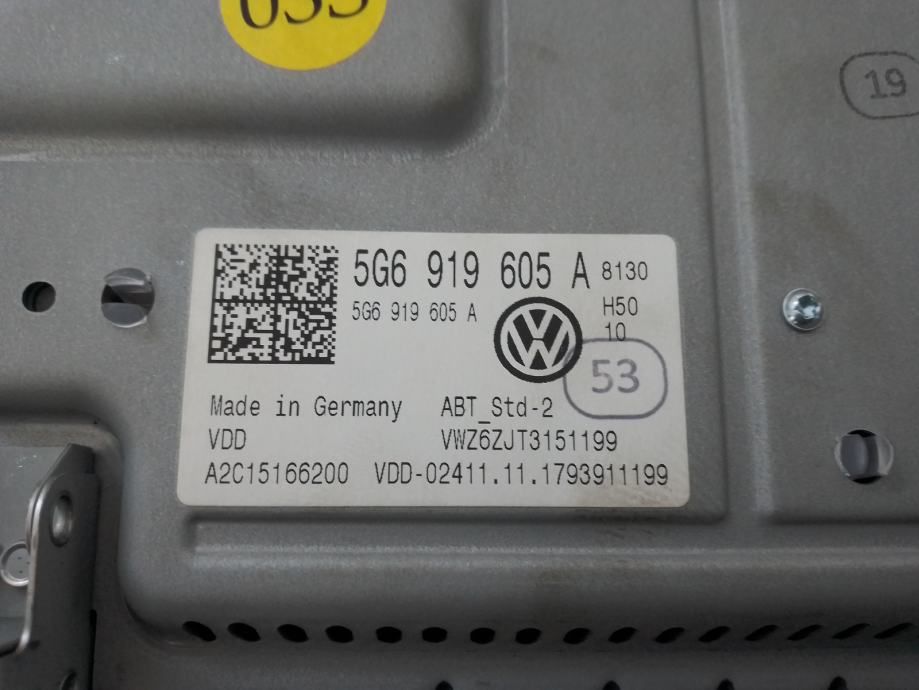 19
5G6 919 605 A 8130
5G6 919 605 A H50
10
53
Made in Germany ABT_Std-2
VDD VWZ6ZJT3151199
A2C15166200 VDD-02411.11.1793911199